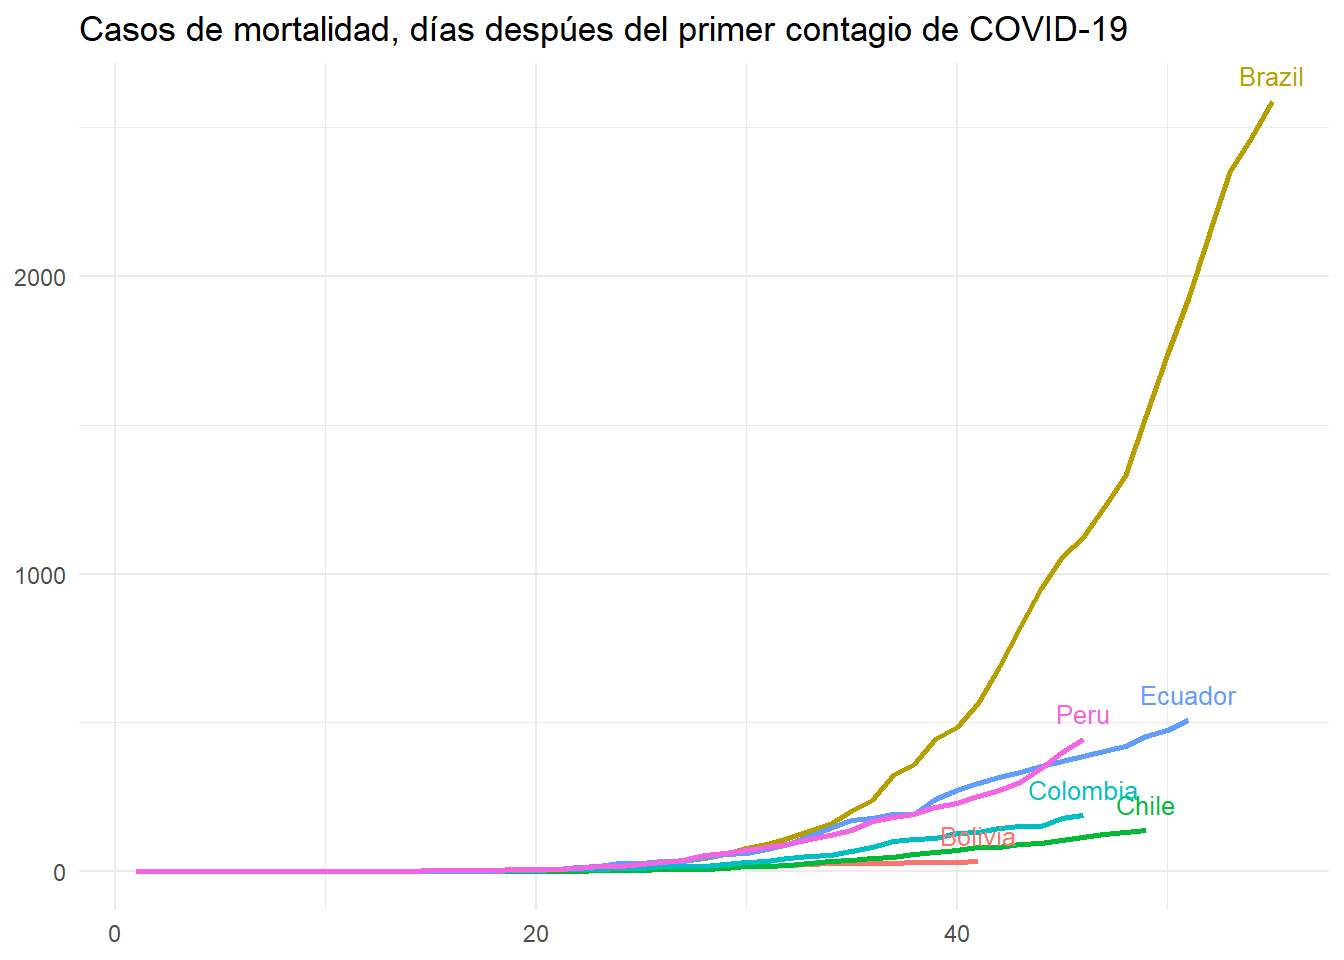 Casos de mortalidad, días despúes del primer contagio de COVID-19
Brazil
2000
1000
Ecuador
Peru
Colombia
Chile
Bolivia
0
0 20 40